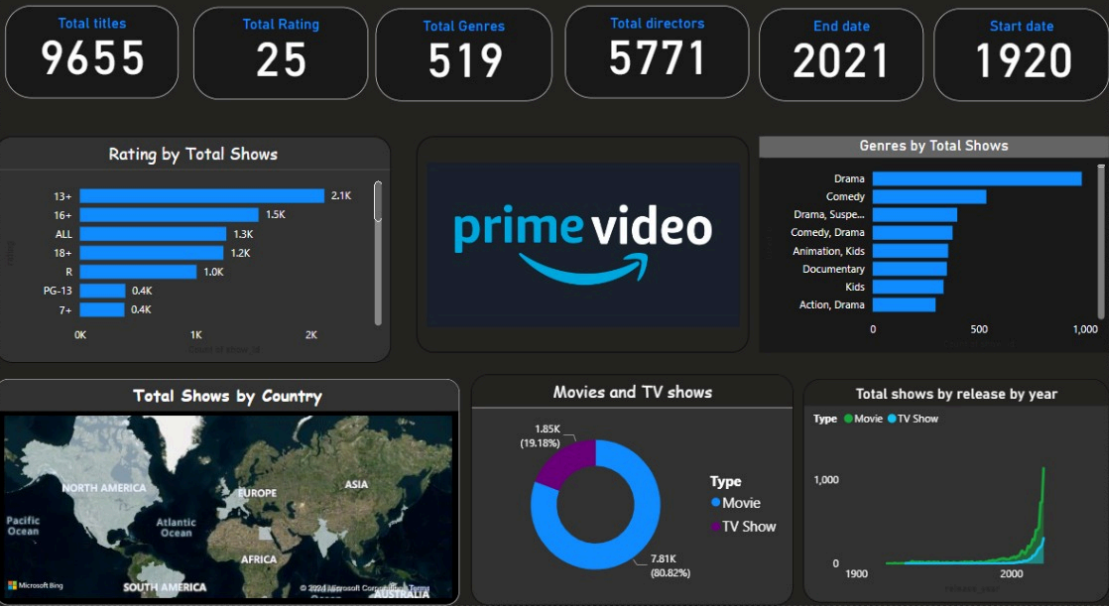 Total titles
9655
Total Rating
25
Total Genres
519
Total directors
5771
End date
2021
Start date
1920
Rating by Total Shows
13+ 2.1K
16+ 1.5K
ALL 1.3K
18+ 1.2K
R 1.0K
PG-13 0.4K
7+ 0.4K
rating
0K 1K 2K
Count of show_id
prime video
Genres by Total Shows
Drama
Comedy
Drama, Suspe...
Comedy, Drama
Animation, Kids
Documentary
Kids
Action, Drama
0 500 1,000
Total Shows by Country
NORTH AMERICA
EUROPE
ASIA
Pacific
Ocean
Atlantic
Ocean
AFRICA
SOUTH AMERICA
AUSTRALIA
Microsoft Bing
Terms
Movies and TV shows
1.85K
(19.18%)
Type
Movie
TV Show
7.81K
(80.82%)
Total shows by release by year
Type Movie TV Show
1,000
0
1900 2000
release_year